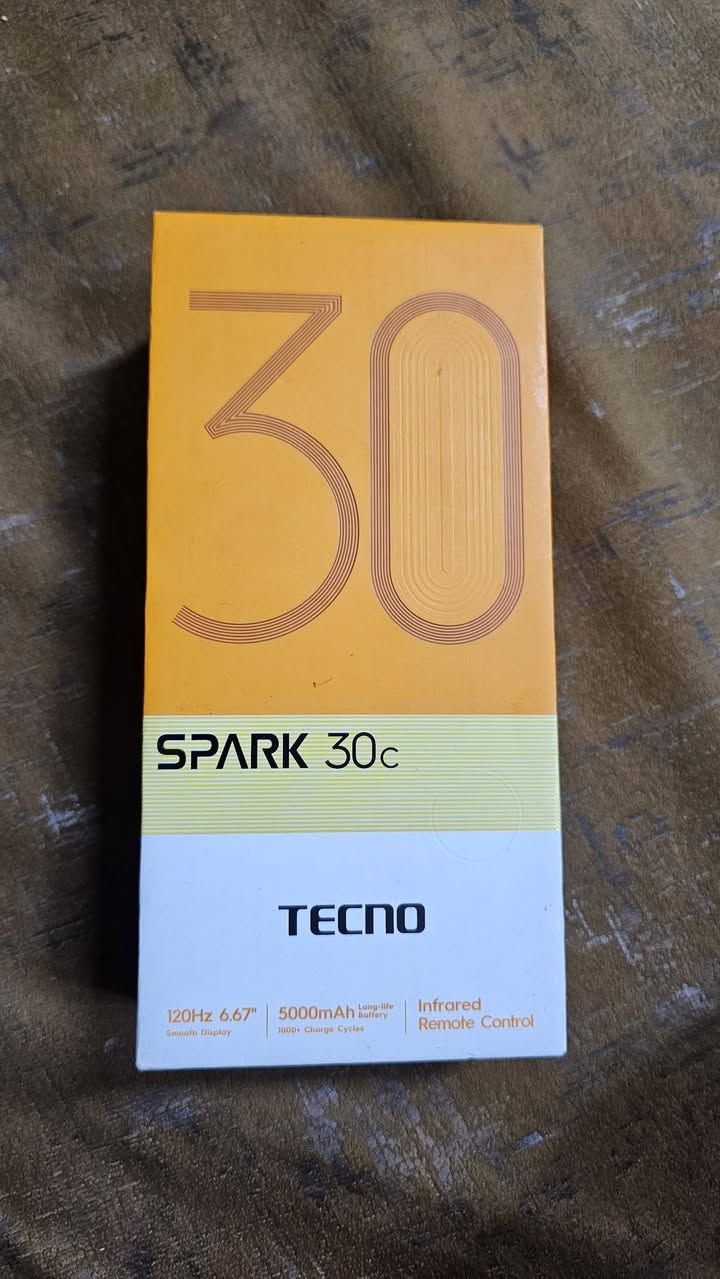 30
SPARK 30c
TECNO
120Hz 6.67"
Smooth Display
5000mAh Long-life Battery
1000+ Charge Cycles
Infrared
Remote Control